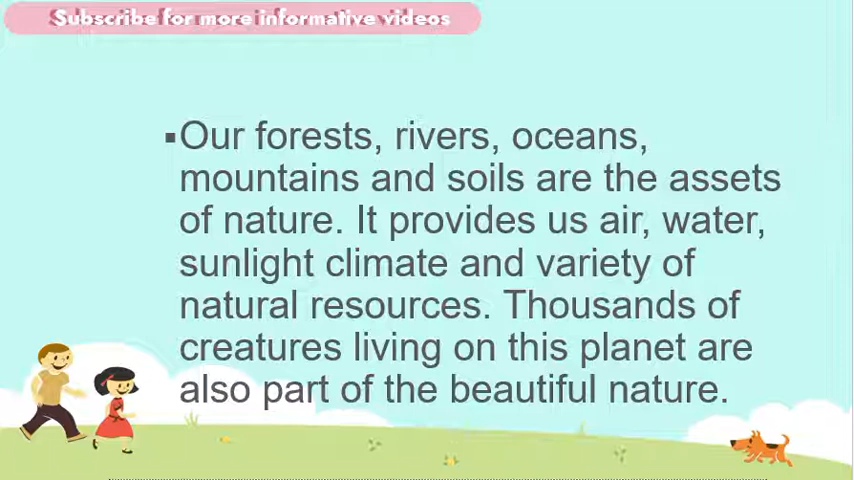 Subscribe for more informative videos
▪Our forests, rivers, oceans,
mountains and soils are the assets
of nature. It provides us air, water,
sunlight climate and variety of
natural resources. Thousands of
creatures living on this planet are
also part of the beautiful nature.